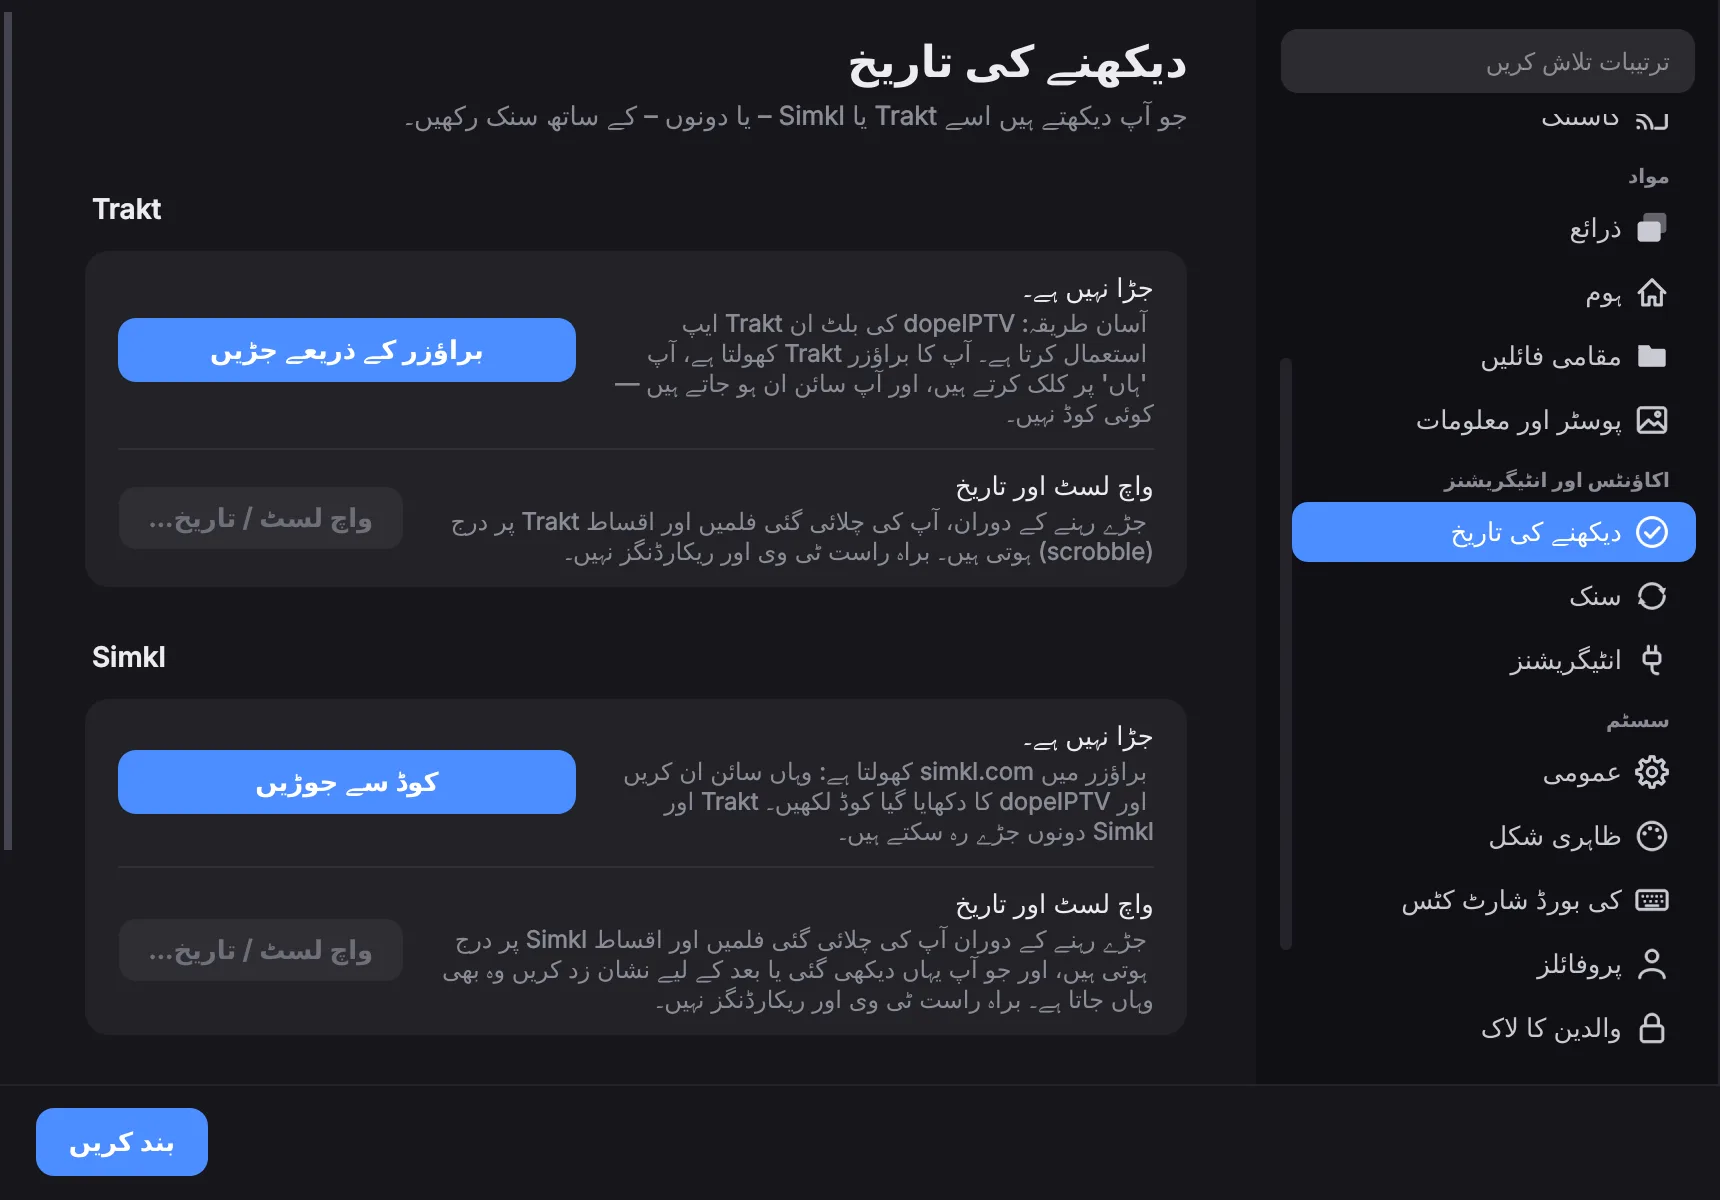 ترتیبات تلاش کریں
کاسٹنگ
مواد
ذرائع
ہوم
مقامی فائلیں
پوسٹر اور معلومات
اکاؤنٹس اور انٹیگریشنز
دیکھنے کی تاریخ
سنک
انٹیگریشنز
سسٹم
عمومی
ظاہری شکل
کی بورڈ شارٹ کٹس
پروفائلز
والدین کا لاک
دیکھنے کی تاریخ
جو آپ دیکھتے ہیں اسے Trakt یا Simkl – یا دونوں – کے ساتھ سنک رکھیں۔
Trakt
جڑا نہیں ہے۔
آسان طریقہ: dopeIPTV کی بلٹ ان Trakt ایپ
استعمال کرتا ہے۔ آپ کا براؤزر Trakt کھولتا ہے، آپ
'ہاں' پر کلک کرتے ہیں، اور آپ سائن ان ہو جاتے ہیں —
کوئی کوڈ نہیں۔
براؤزر کے ذریعے جڑیں
واچ لسٹ اور تاریخ
جڑے رہنے کے دوران، آپ کی چلائی گئی فلمیں اور اقساط Trakt پر درج
(scrobble) ہوتی ہیں۔ براہ راست ٹی وی اور ریکارڈنگز نہیں۔
واچ لسٹ / تاریخ...
Simkl
جڑا نہیں ہے۔
براؤزر میں simkl.com کھولتا ہے: وہاں سائن ان کریں
اور dopeIPTV کا دکھایا گیا کوڈ لکھیں۔ Trakt اور
Simkl دونوں جڑے رہ سکتے ہیں۔
کوڈ سے جوڑیں
واچ لسٹ اور تاریخ
جڑے رہنے کے دوران آپ کی چلائی گئی فلمیں اور اقساط Simkl پر درج
ہوتی ہیں، اور جو آپ یہاں دیکھی گئی یا بعد کے لیے نشان زد کریں وہ بھی
وہاں جاتا ہے۔ براہ راست ٹی وی اور ریکارڈنگز نہیں۔
واچ لسٹ / تاریخ...
بند کریں